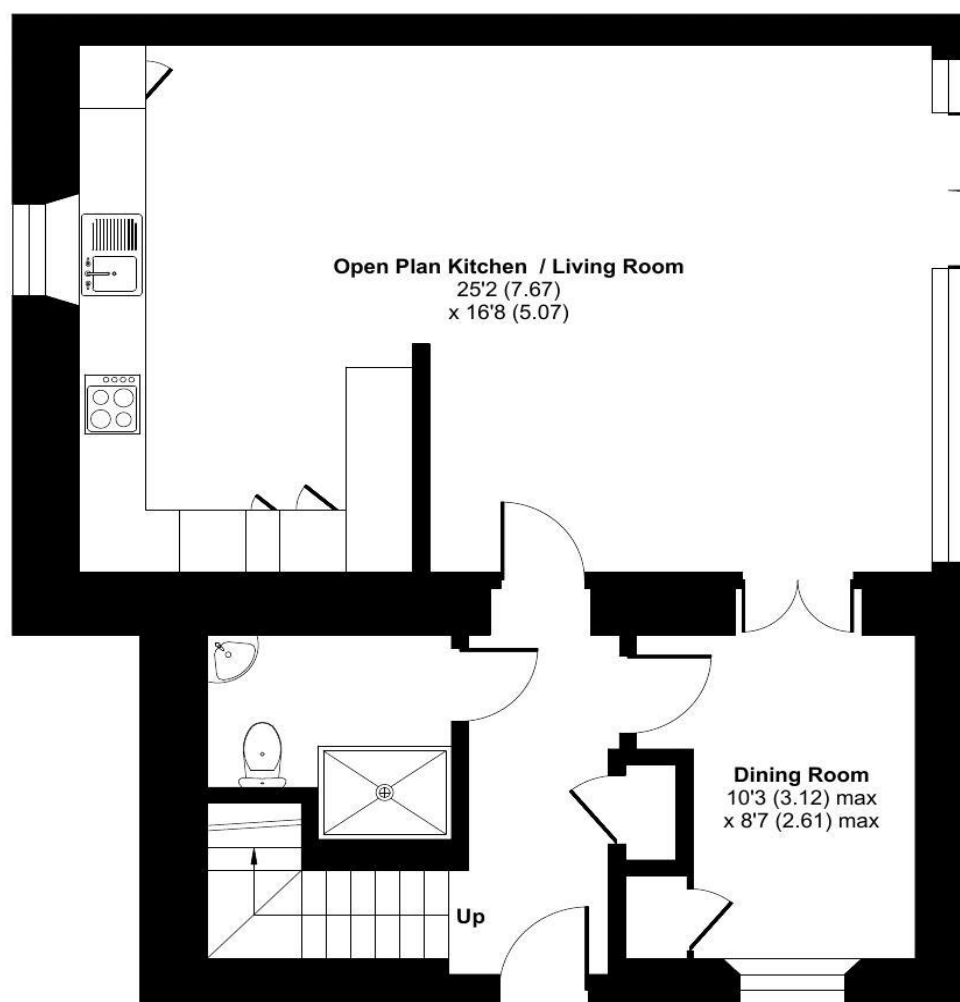 Open Plan Kitchen / Living Room
25'2 (7.67)
x 16'8 (5.07)
Dining Room
10'3 (3.12) max
x 8'7 (2.61) max
Up